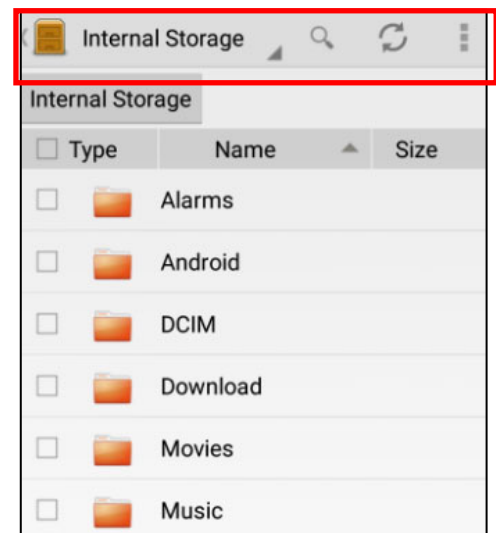 Internal Storage
Internal Storage
Type Name Size
Alarms
Android
DCIM
Download
Movies
Music